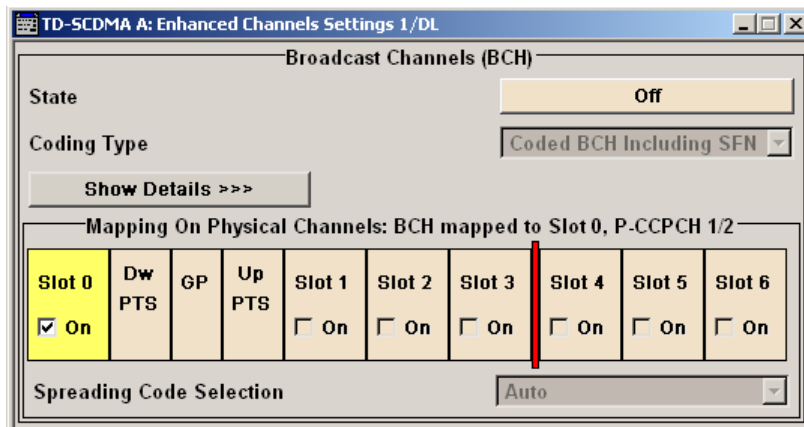 TD-SCDMA A: Enhanced Channels Settings 1/DL
Broadcast Channels (BCH)
State Off
Coding Type Coded BCH Including SFN
Show Details >>>
Mapping On Physical Channels: BCH mapped to Slot 0, P-CCPCH 1/2
Slot 0 Dw PTS GP Up PTS Slot 1 Slot 2 Slot 3 Slot 4 Slot 5 Slot 6
On On On On On On On
Spreading Code Selection Auto